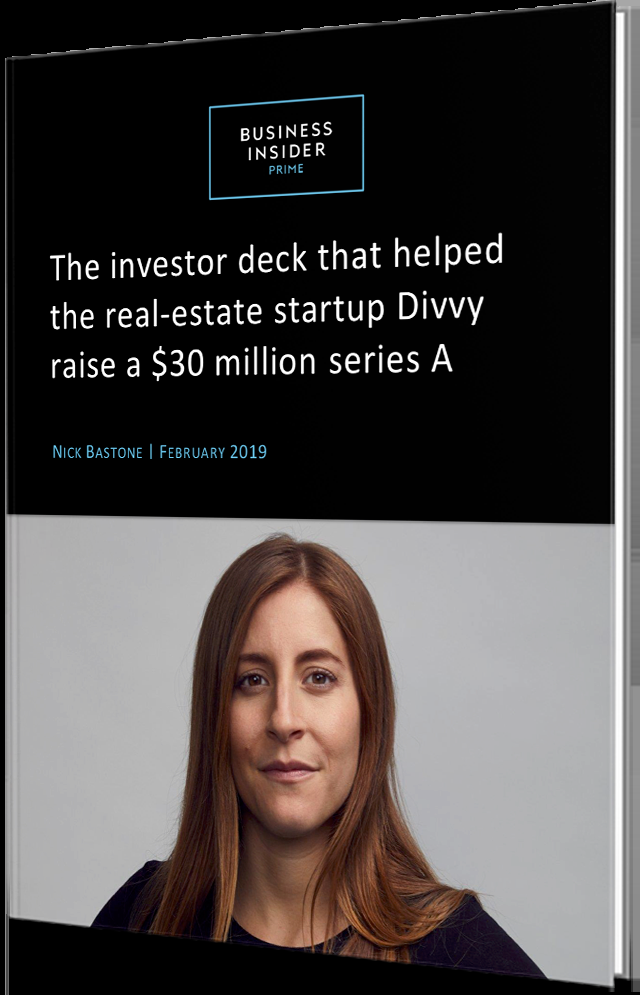 BUSINESS
INSIDER
PRIME
The investor deck that helped
the real-estate startup Divvy
raise a $30 million series A
NICK BASTONE | FEBRUARY 2019